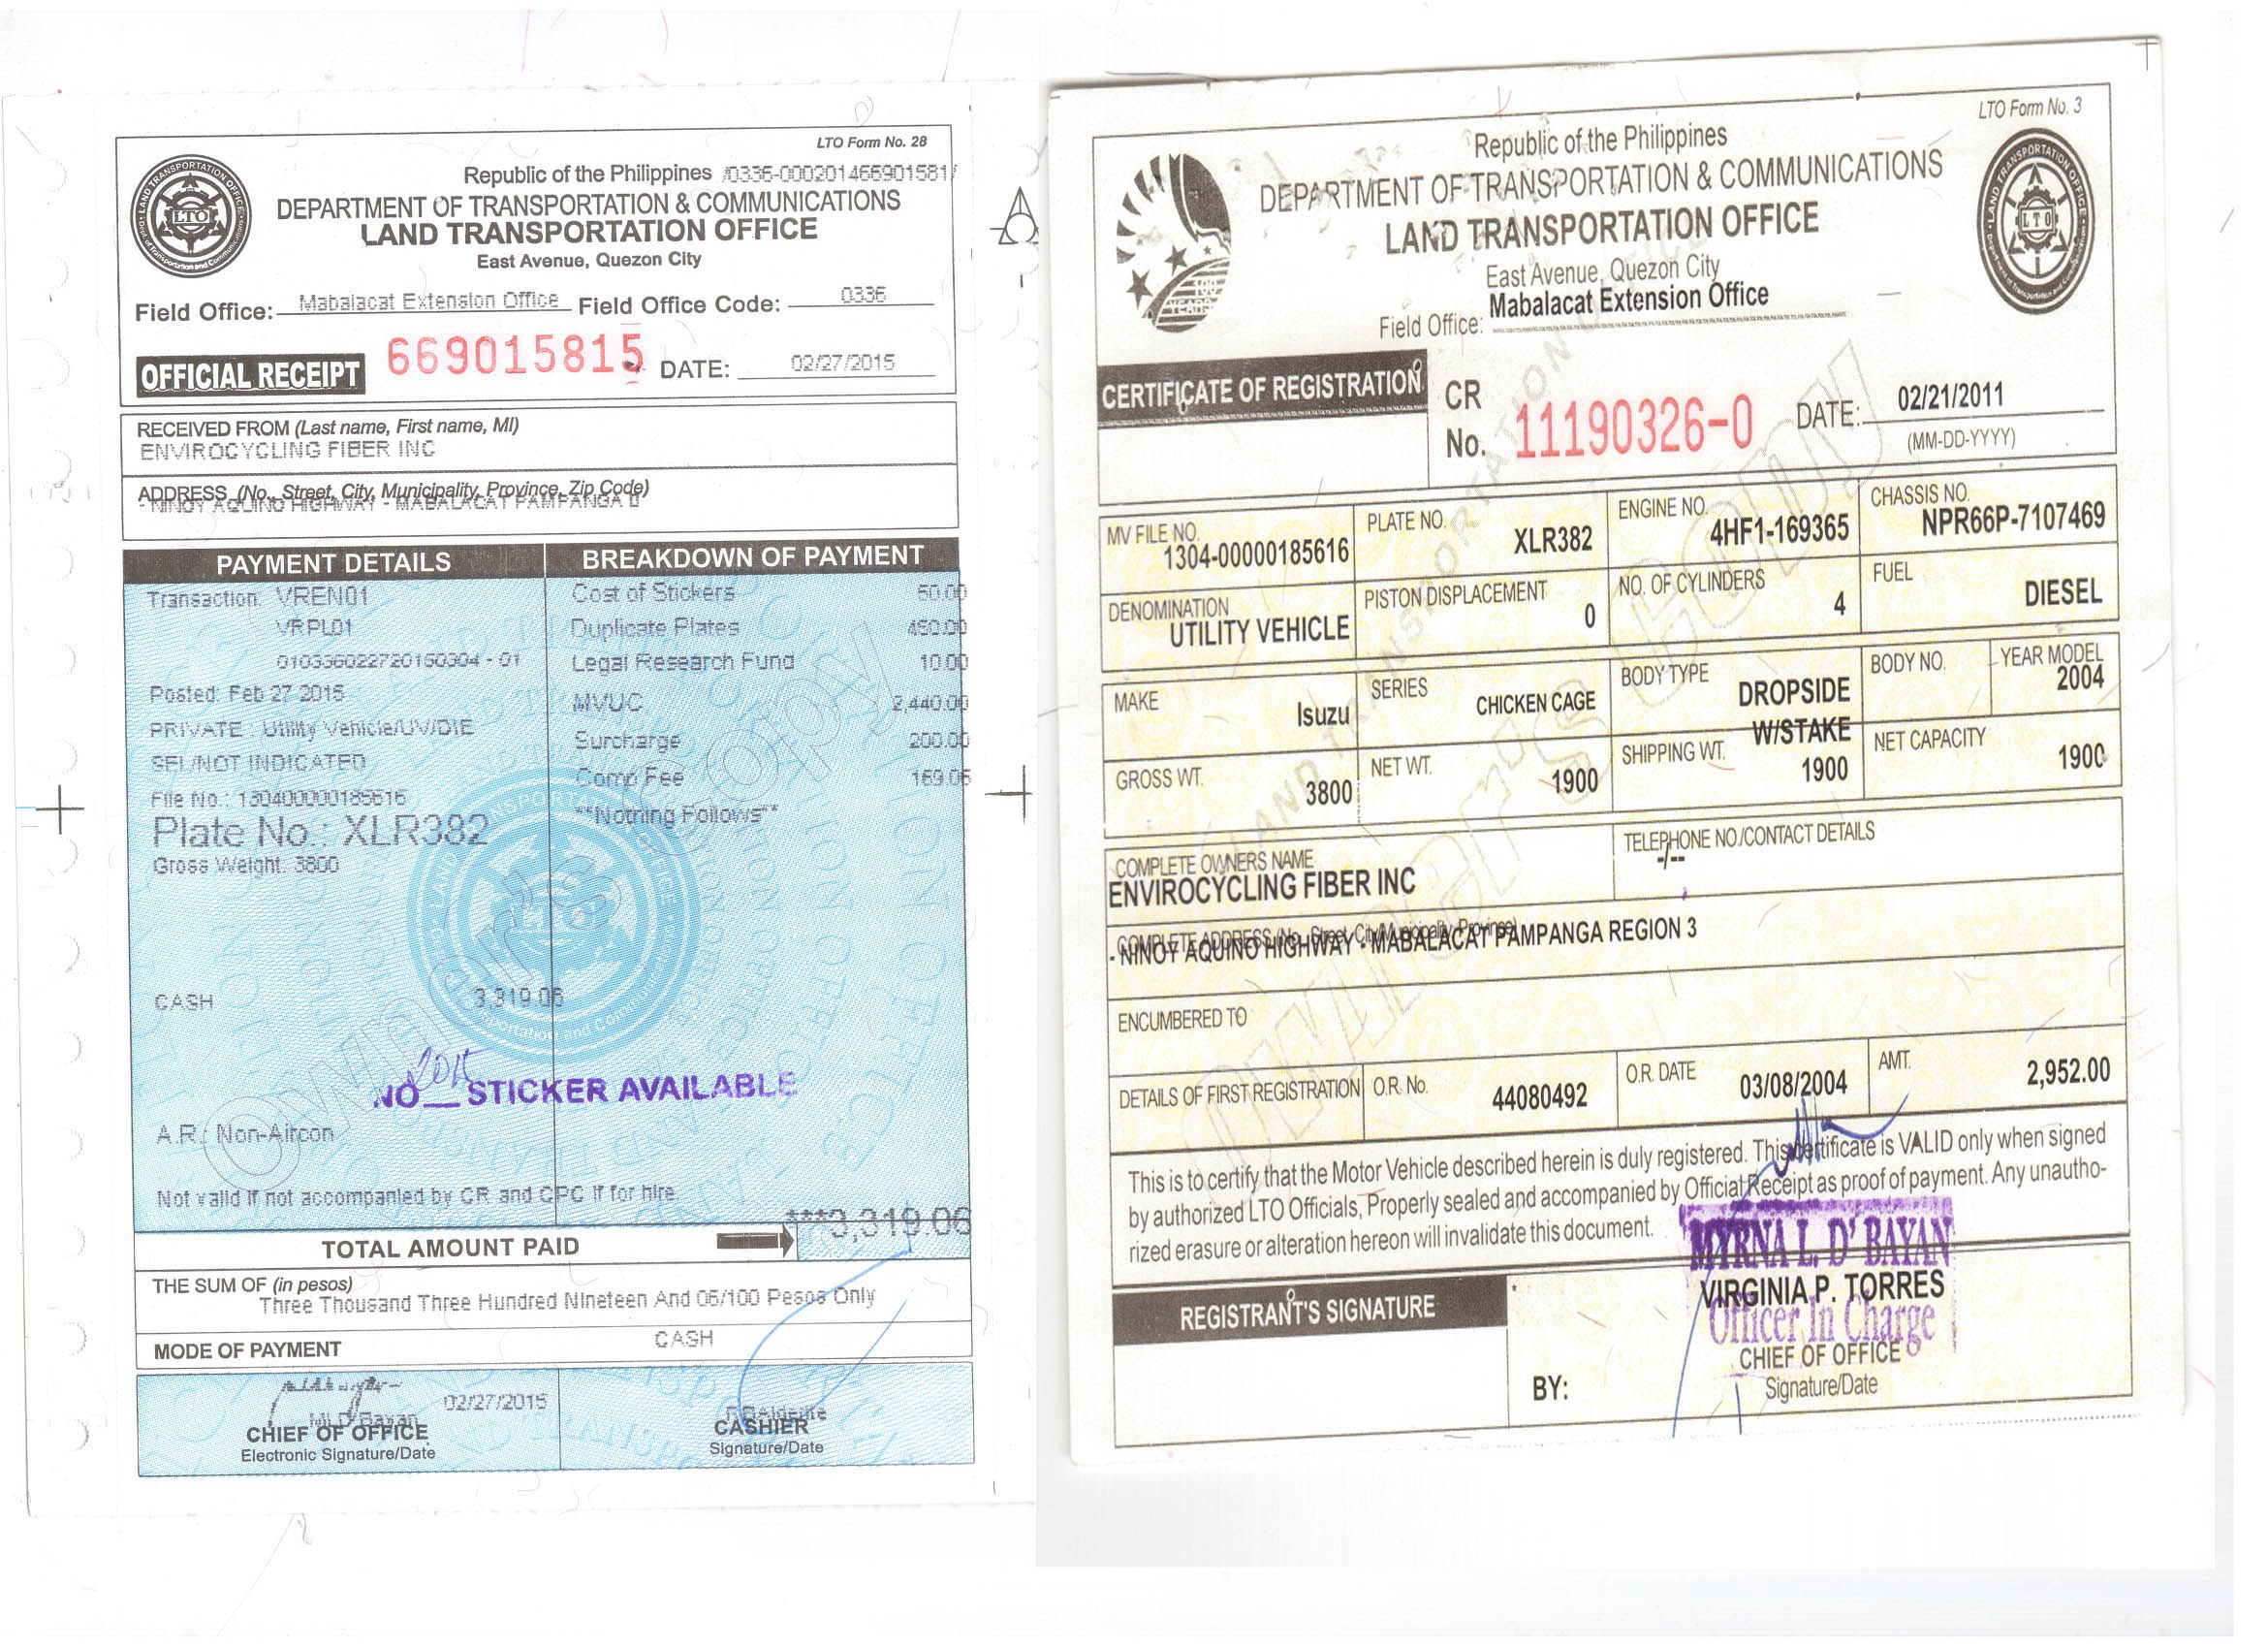 LTO Form No. 28
Republic of the Philippines /0336-000201466901581/
DEPARTMENT OF TRANSPORTATION & COMMUNICATIONS
LAND TRANSPORTATION OFFICE
East Avenue, Quezon City
Field Office: Mabalacat Extension Office Field Office Code: 0336
OFFICIAL RECEIPT 669015815 DATE: 02/27/2015
RECEIVED FROM (Last name, First name, MI)
ENVIROCYCLING FIBER INC
ADDRESS (No., Street, City, Municipality, Province, Zip Code)
- NINOY AQUINO HIGHWAY - MABALACAT PAMPANGA 0
PAYMENT DETAILS BREAKDOWN OF PAYMENT
Transaction: VREN01 Cost of Stickers 50.00
VRPL01 Duplicate Plates 450.00
010336022720150304 - 01 Legal Research Fund 10.00
Posted: Feb 27 2015 MVUC 2,440.00
PRIVATE : Utility Vehicle/UV/DIE Surcharge 200.00
SEL/NOT INDICATED Comp Fee 169.06
File No.: 130400000185616 **Nothing Follows**
Plate No.: XLR382
Gross Weight: 3800
CASH 3,319.06
2015
NO __ STICKER AVAILABLE
A.R.: Non-Aircon
Not valid if not accompanied by CR and CPC if for hire.
TOTAL AMOUNT PAID ***3,319.06
THE SUM OF (in pesos)
Three Thousand Three Hundred Nineteen And 06/100 Pesos Only
MODE OF PAYMENT CASH
02/27/2015
CHIEF OF OFFICE CASHIER
Electronic Signature/Date Signature/Date
Owner's Copy
LTO Form No. 3
Republic of the Philippines
DEPARTMENT OF TRANSPORTATION & COMMUNICATIONS
LAND TRANSPORTATION OFFICE
East Avenue, Quezon City
Field Office: Mabalacat Extension Office
CERTIFICATE OF REGISTRATION CR No. 11190326-0 DATE: 02/21/2011
(MM-DD-YYYY)
MV FILE NO. PLATE NO. ENGINE NO. CHASSIS NO.
1304-00000185616 XLR382 4HF1-169365 NPR66P-7107469
DENOMINATION PISTON DISPLACEMENT NO. OF CYLINDERS FUEL
UTILITY VEHICLE 0 4 DIESEL
MAKE SERIES BODY TYPE BODY NO. YEAR MODEL
Isuzu CHICKEN CAGE DROPSIDE W/STAKE 2004
GROSS WT. NET WT. SHIPPING WT. NET CAPACITY
3800 1900 1900 1900
COMPLETE OWNERS NAME TELEPHONE NO/CONTACT DETAILS
ENVIROCYCLING FIBER INC -/--
COMPLETE ADDRESS (No., Street, City/Municipality, Province)
- NINOY AQUINO HIGHWAY - MABALACAT PAMPANGA REGION 3
ENCUMBERED TO
DETAILS OF FIRST REGISTRATION O.R. No. 44080492 O.R. DATE 03/08/2004 AMT. 2,952.00
This is to certify that the Motor Vehicle described herein is duly registered. This certificate is VALID only when signed
by authorized LTO Officials, Properly sealed and accompanied by Official Receipt as proof of payment. Any unautho-
rized erasure or alteration hereon will invalidate this document.
MYRNA L. D' BAYAN
REGISTRANT'S SIGNATURE VIRGINIA P. TORRES
Officer In Charge
CHIEF OF OFFICE
BY: Signature/Date
Owner's Copy